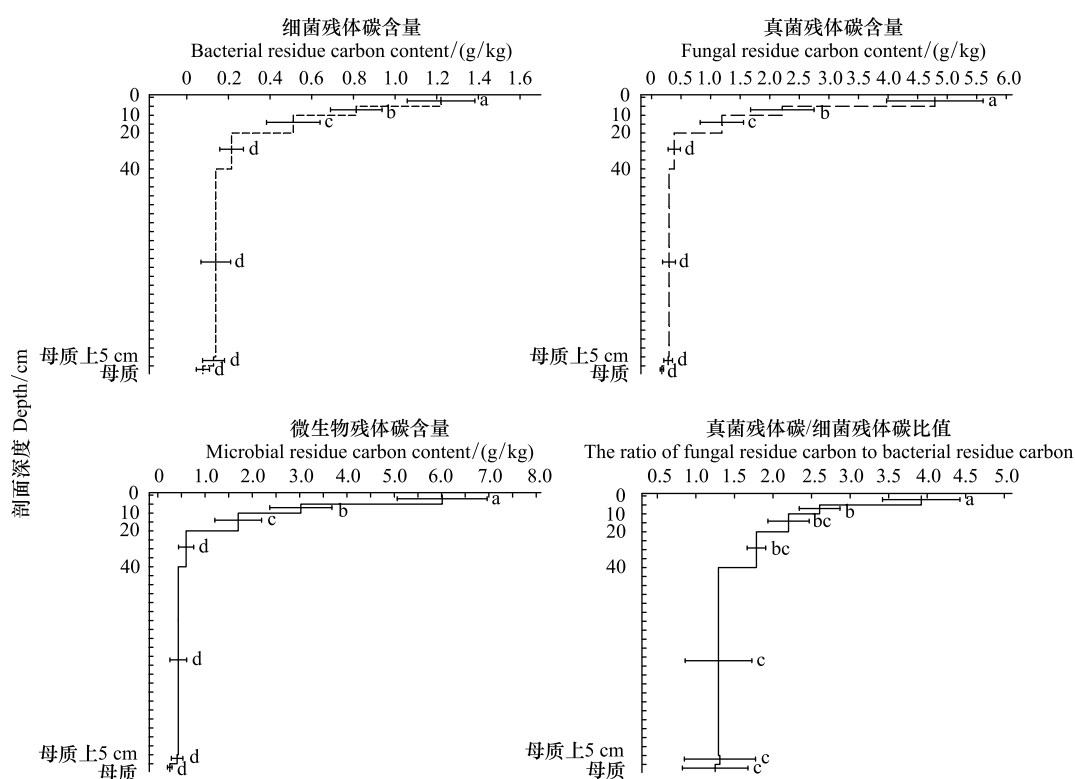 细菌残体碳含量
Bacterial residue carbon content/(g/kg)
0 0.2 0.4 0.6 0.8 1.0 1.2 1.4 1.6
0
10
20
40
母质上5 cm
母质
a
b
c
d
d
d
d
真菌残体碳含量
Fungal residue carbon content/(g/kg)
0 0.5 1.0 1.5 2.0 2.5 3.0 3.5 4.0 4.5 5.0 5.5 6.0
0
10
20
40
母质上5 cm
母质
a
b
c
d
d
d
d
剖面深度 Depth/cm
微生物残体碳含量
Microbial residue carbon content/(g/kg)
0 1.0 2.0 3.0 4.0 5.0 6.0 7.0 8.0
0
10
20
40
母质上5 cm
母质
a
b
c
d
d
d
d
真菌残体碳/细菌残体碳比值
The ratio of fungal residue carbon to bacterial residue carbon
0.5 1.0 1.5 2.0 2.5 3.0 3.5 4.0 4.5 5.0
0
10
20
40
母质上5 cm
母质
a
b
bc
bc
c
c
c